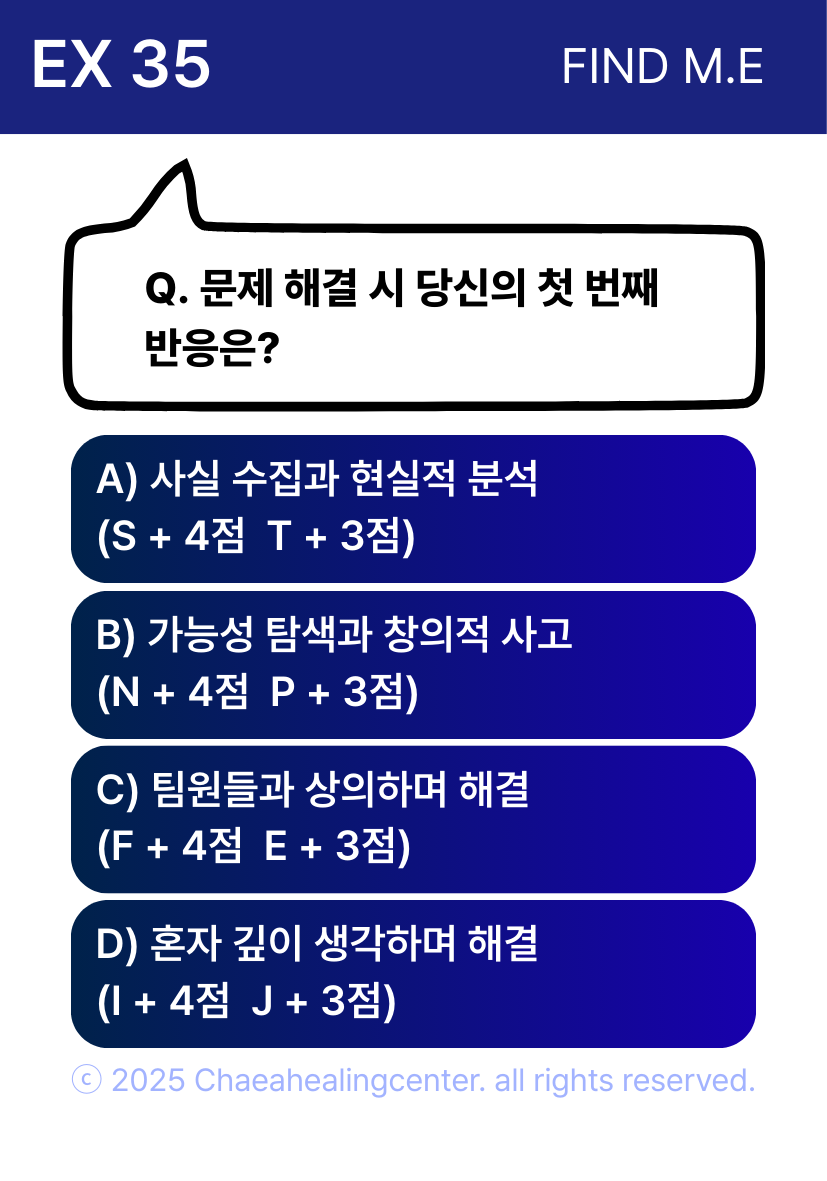 EX 35
FIND M.E
Q. 문제 해결 시 당신의 첫 번째
반응은?
A) 사실 수집과 현실적 분석
(S + 4점  T + 3점)
B) 가능성 탐색과 창의적 사고
(N + 4점  P + 3점)
C) 팀원들과 상의하며 해결
(F + 4점  E + 3점)
D) 혼자 깊이 생각하며 해결
(I + 4점  J + 3점)
ⓒ 2025 Chaeahealingcenter. all rights reserved.